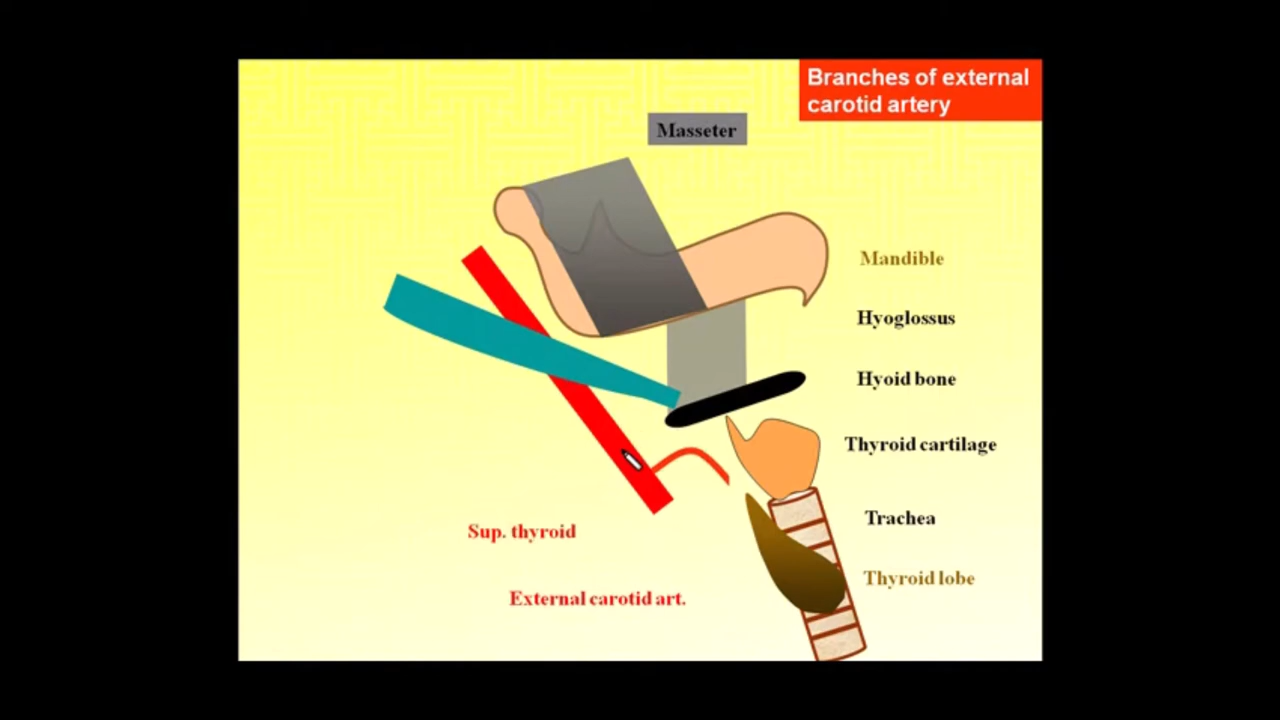 Branches of external
carotid artery
Masseter
Mandible
Hyoglossus
Hyoid bone
Thyroid cartilage
Trachea
Sup. thyroid
Thyroid lobe
External carotid art.